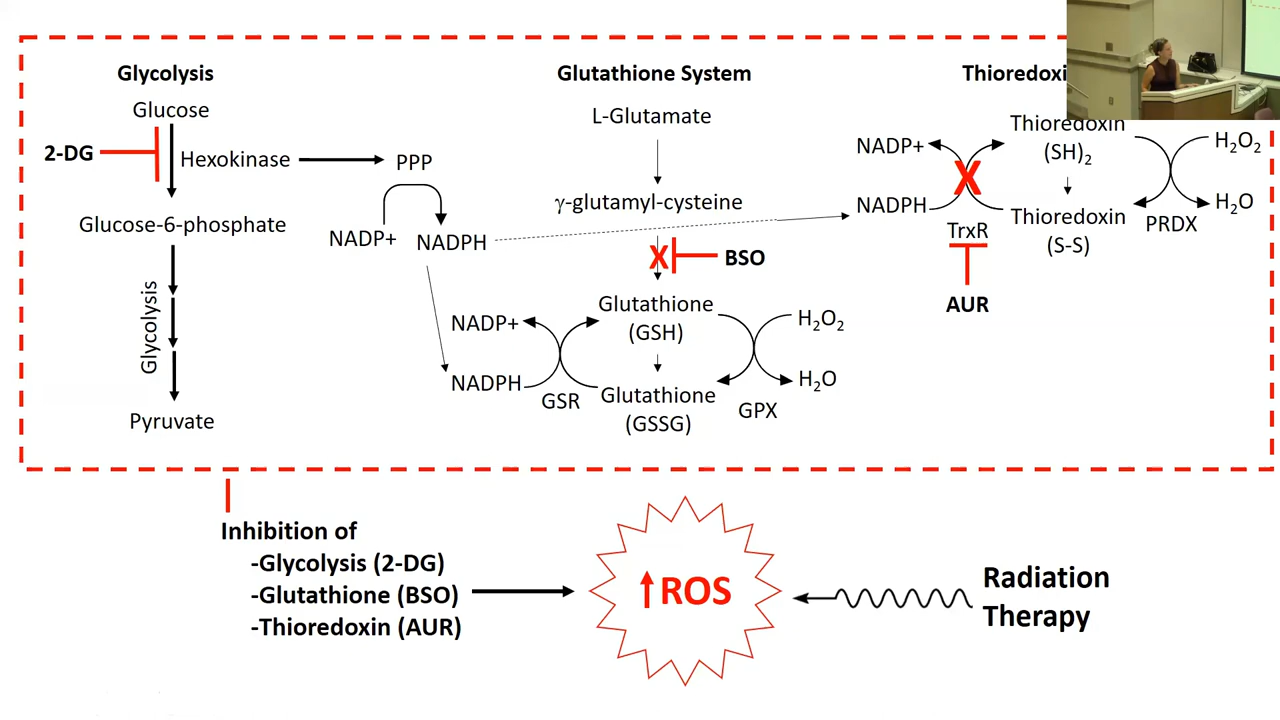 Glycolysis
Glucose
2-DG
Hexokinase
PPP
Glucose-6-phosphate
NADP+
NADPH
Glycolysis
Pyruvate
Glutathione System
L-Glutamate
γ-glutamyl-cysteine
X
BSO
Glutathione
(GSH)
NADP+
H₂O₂
NADPH
H₂O
GSR
Glutathione
(GSSG)
GPX
Thioredoxi
Thioredoxin
(SH)₂
NADP+
H₂O₂
X
NADPH
H₂O
Thioredoxin
(S-S)
TrxR
PRDX
AUR
Inhibition of
-Glycolysis (2-DG)
-Glutathione (BSO)
-Thioredoxin (AUR)
ROS
Radiation
Therapy